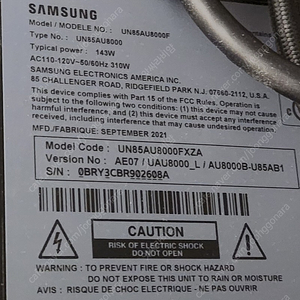 SAMSUNG
Model / MODELE NO. : UN85AU8000F
Type No. : UN85AU8000
Typical power : 143W
AC110-120V~50/60Hz 310W
SAMSUNG ELECTRONICS AMERICA INC.
85 CHALLENGER ROAD, RIDGEFIELD PARK N.J. 07660-2112, U.S.A.
This device complies with Part 15 of the FCC Rules. Operation is
subject to the following two conditions: (1) this device may not cause
harmful interference, and (2) this device must accept any
interference received, including interference that may cause
undesired operation.
MFD./FABRIQUE: SEPTEMBER 2021
Model Code : UN85AU8000FXZA
Version No : AE07 / UAU8000_L / AU8000B-U85AB1
S/N : 0BRY3CBR902608A
CAUTION
RISK OF ELECTRIC SHOCK
DO NOT OPEN
WARNING : TO PREVENT FIRE OR SHOCK HAZARD
DO NOT EXPOSE THIS UNIT TO RAIN OR MOISTURE
AVIS : RISQUE DE CHOC ELECTRIQUE - NE PAS